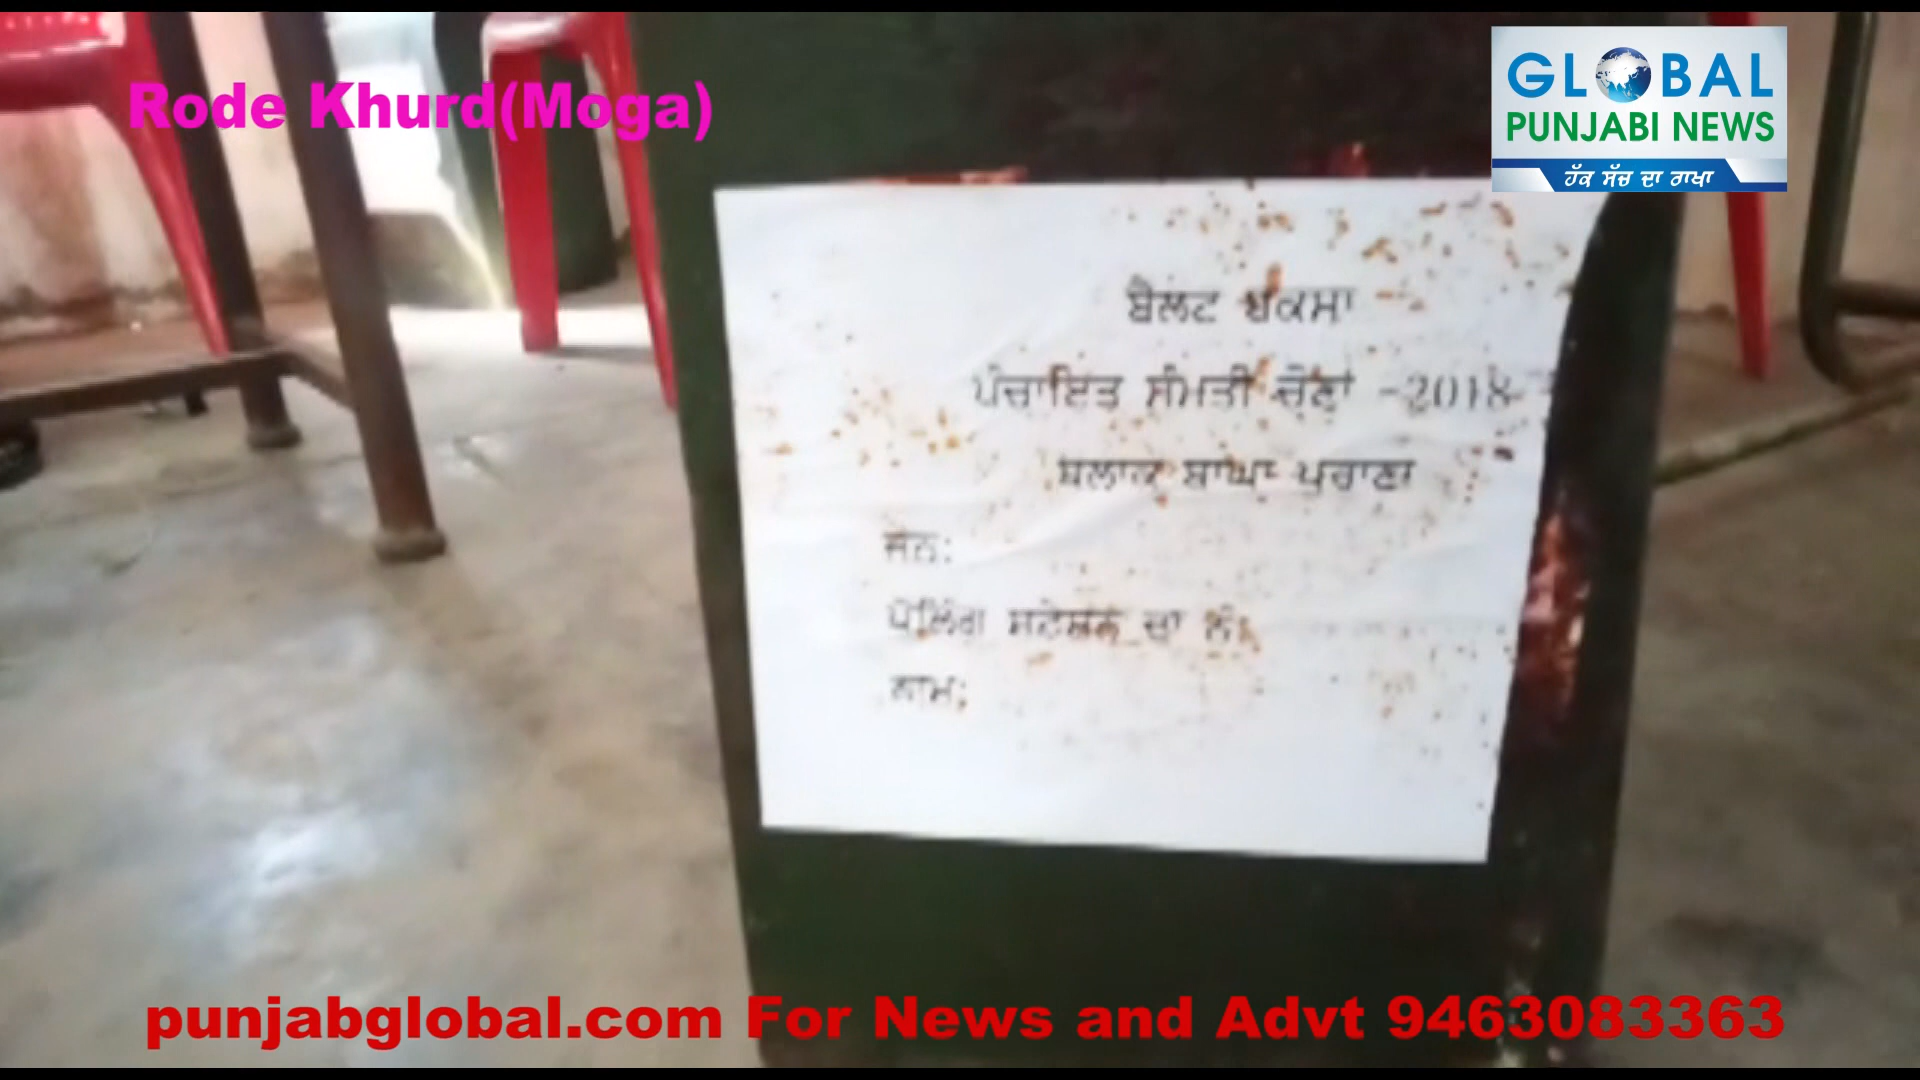 Rode Khurd(Moga)
GLOBAL
PUNJABI NEWS
ਹੱਕ ਸੱਚ ਦਾ ਰਾਖਾ
ਬੈਲਟ ਬਕਸਾ
ਪੰਚਾਇਤ ਸੰਮਤੀ ਚੋਣਾਂ -2018
ਬਲਾਕ ਬਾਘਾ ਪੁਰਾਣਾ
ਜੋਨ:
ਪੋਲਿੰਗ ਸਟੇਸ਼ਨ ਦਾ ਨੰ:
ਨਾਮ:
punjabglobal.com For News and Advt 9463083363